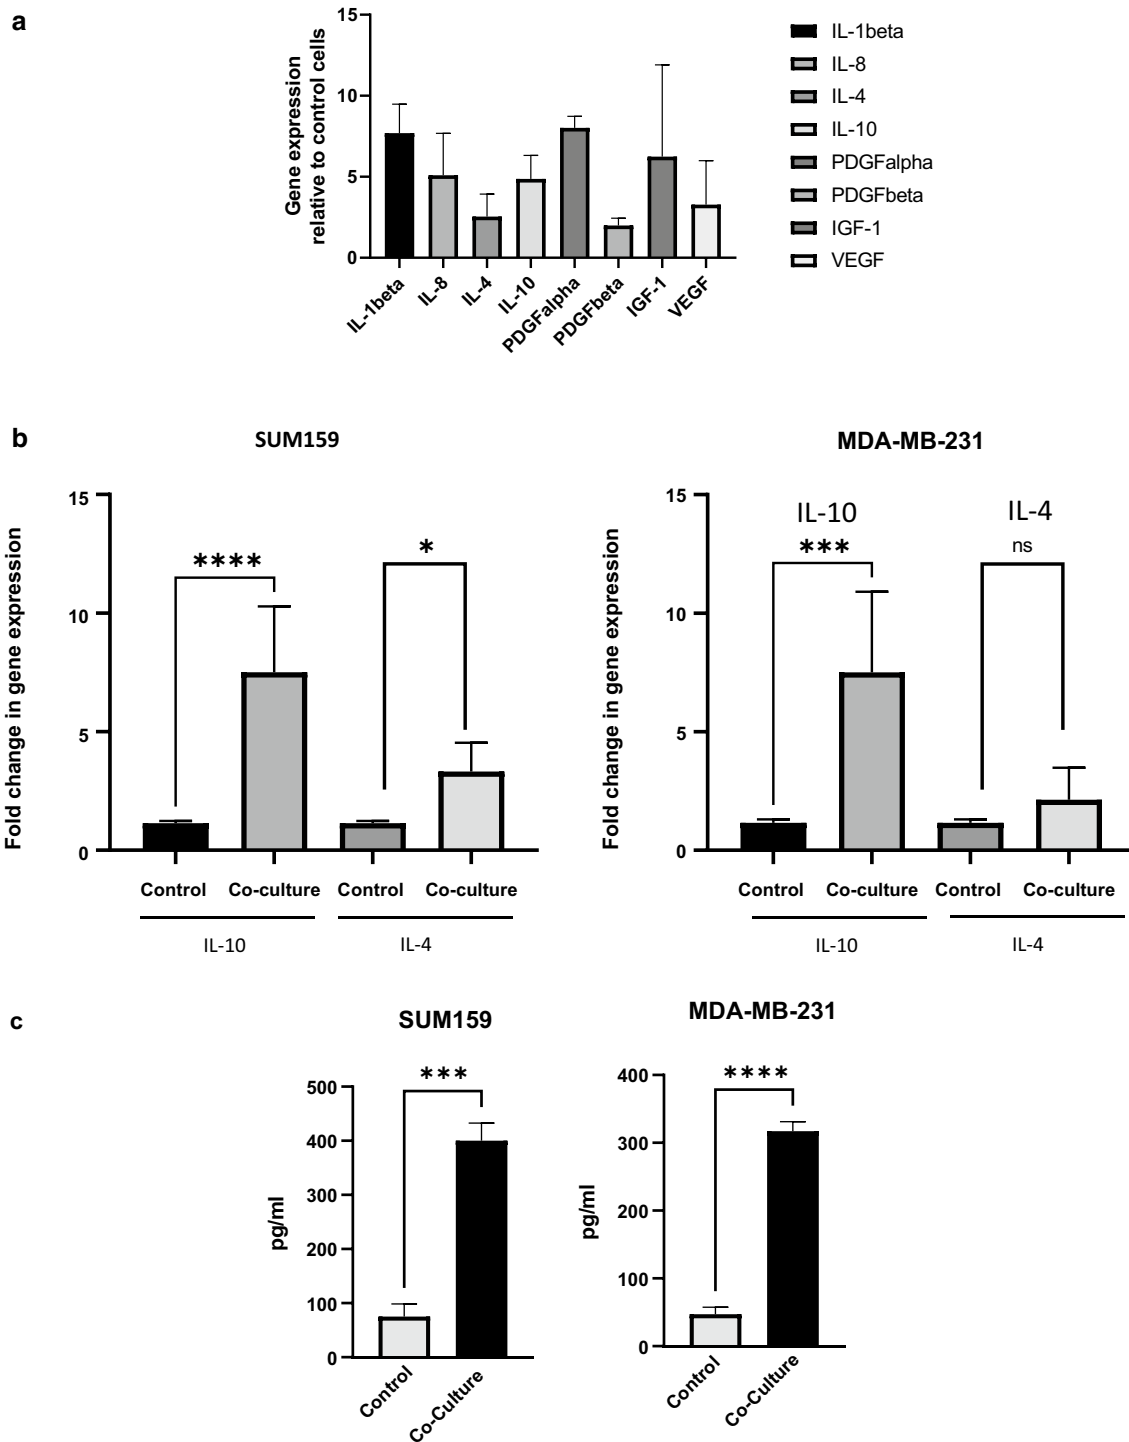 a
Gene expression
relative to control cells
15
10
5
0
IL-1beta
IL-8
IL-4
IL-10
PDGFalpha
PDGFbeta
IGF-1
VEGF
IL-1beta
IL-8
IL-4
IL-10
PDGFalpha
PDGFbeta
IGF-1
VEGF
b
SUM159
Fold change in gene expression
15
10
5
0
****
*
Control
Co-culture
Control
Co-culture
IL-10
IL-4
MDA-MB-231
Fold change in gene expression
15
10
5
0
IL-10
***
IL-4
ns
Control
Co-culture
Control
Co-culture
IL-10
IL-4
c
SUM159
pg/ml
500
400
300
200
100
0
***
Control
Co-Culture
MDA-MB-231
pg/ml
400
300
200
100
0
****
Control
Co-Culture